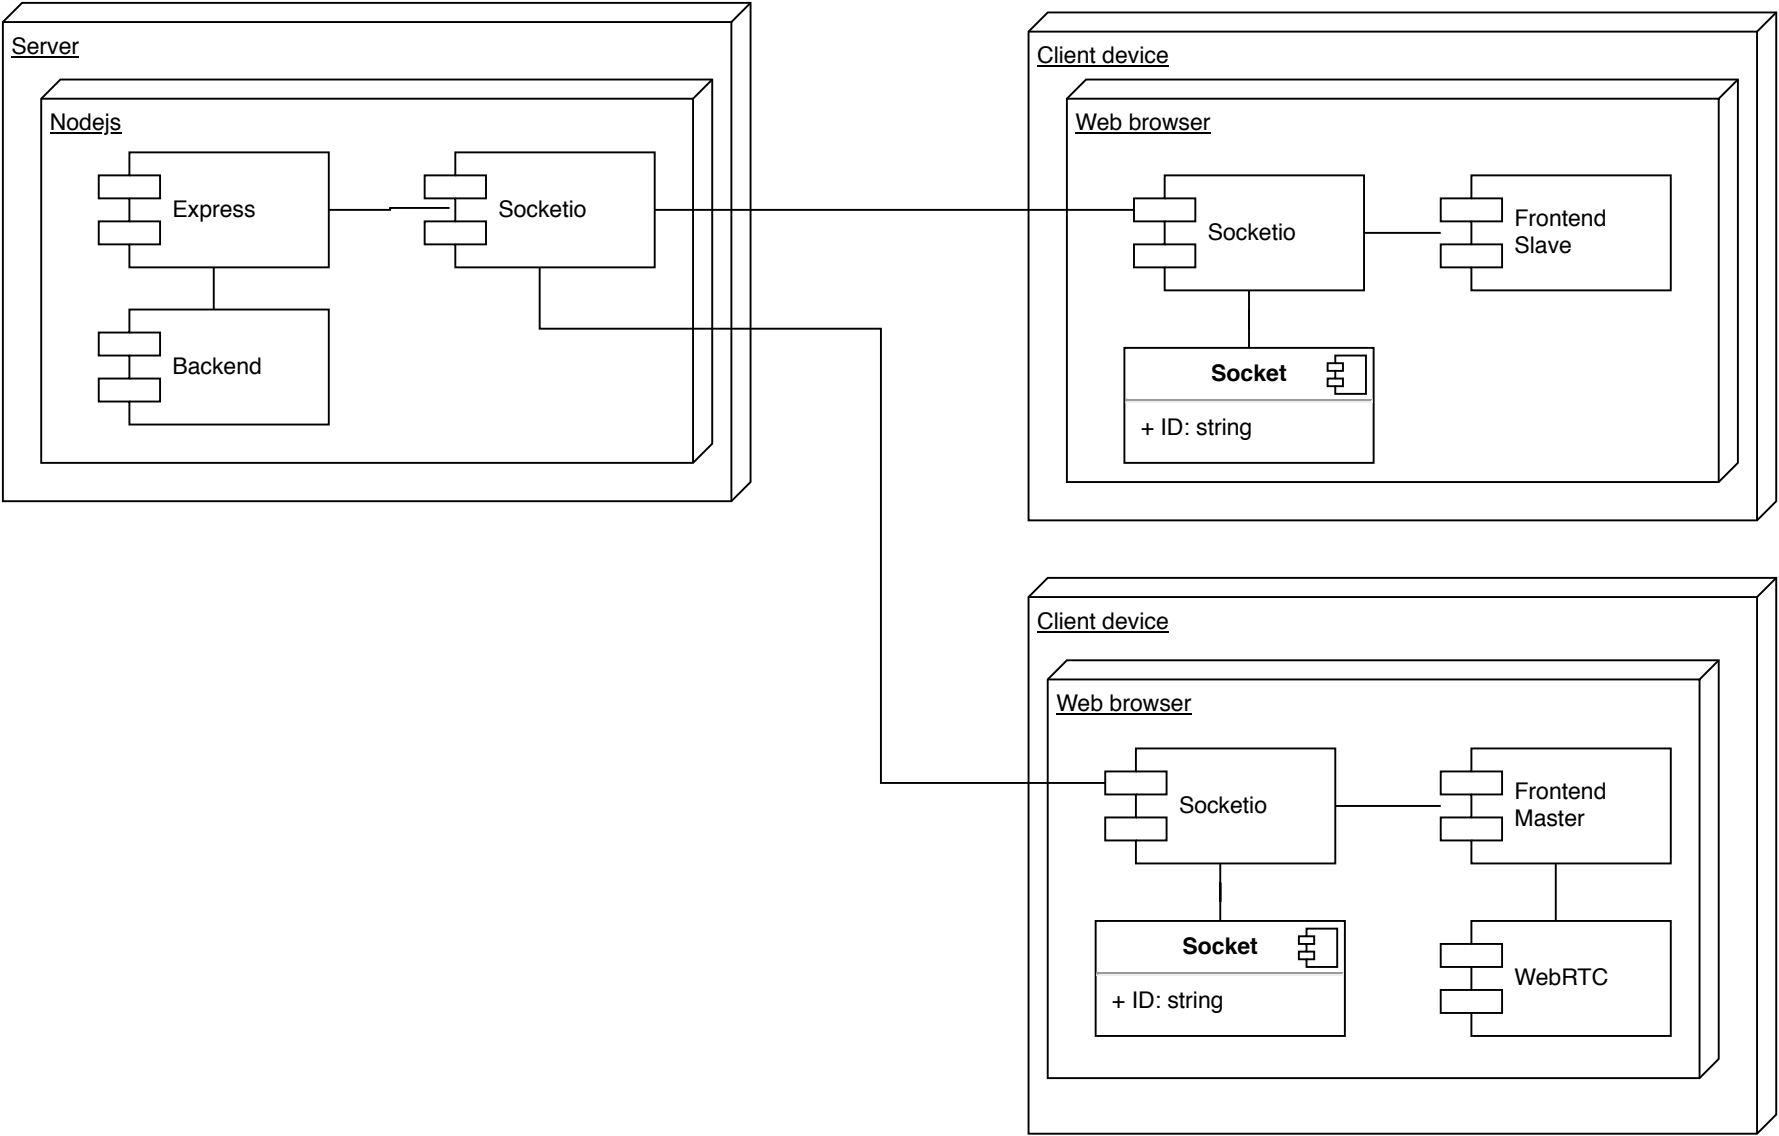 Server
Nodejs
Express
Socketio
Backend
Client device
Web browser
Socketio
Frontend
Slave
Socket
+ ID: string
Client device
Web browser
Socketio
Frontend
Master
Socket
+ ID: string
WebRTC